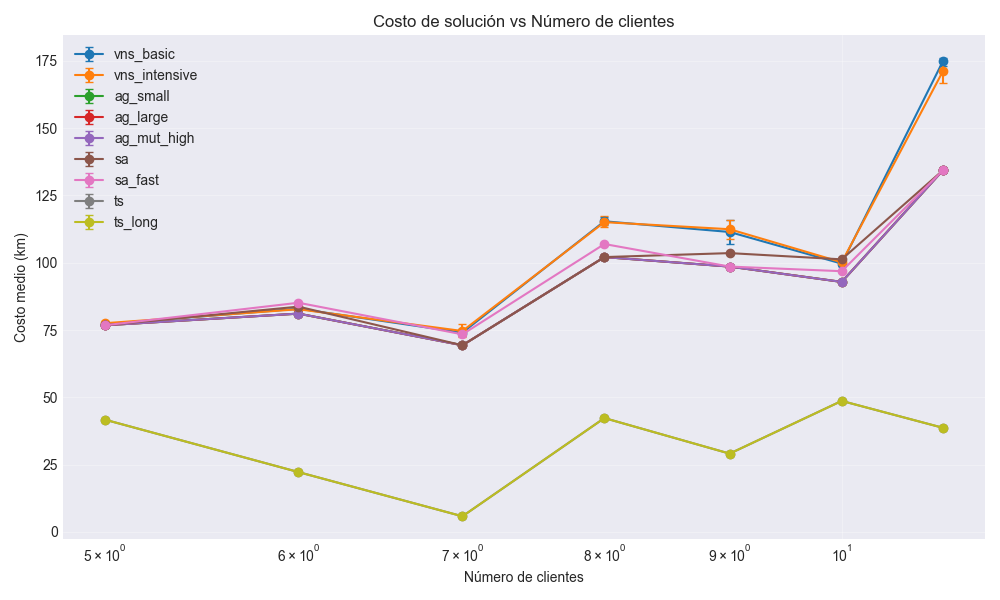 Costo de solución vs Número de clientes
vns_basic
vns_intensive
ag_small
ag_large
ag_mut_high
sa
sa_fast
ts
ts_long
Costo medio (km)
175
150
125
100
75
50
25
0
5 × 10⁰ 6 × 10⁰ 7 × 10⁰ 8 × 10⁰ 9 × 10⁰ 10¹
Número de clientes